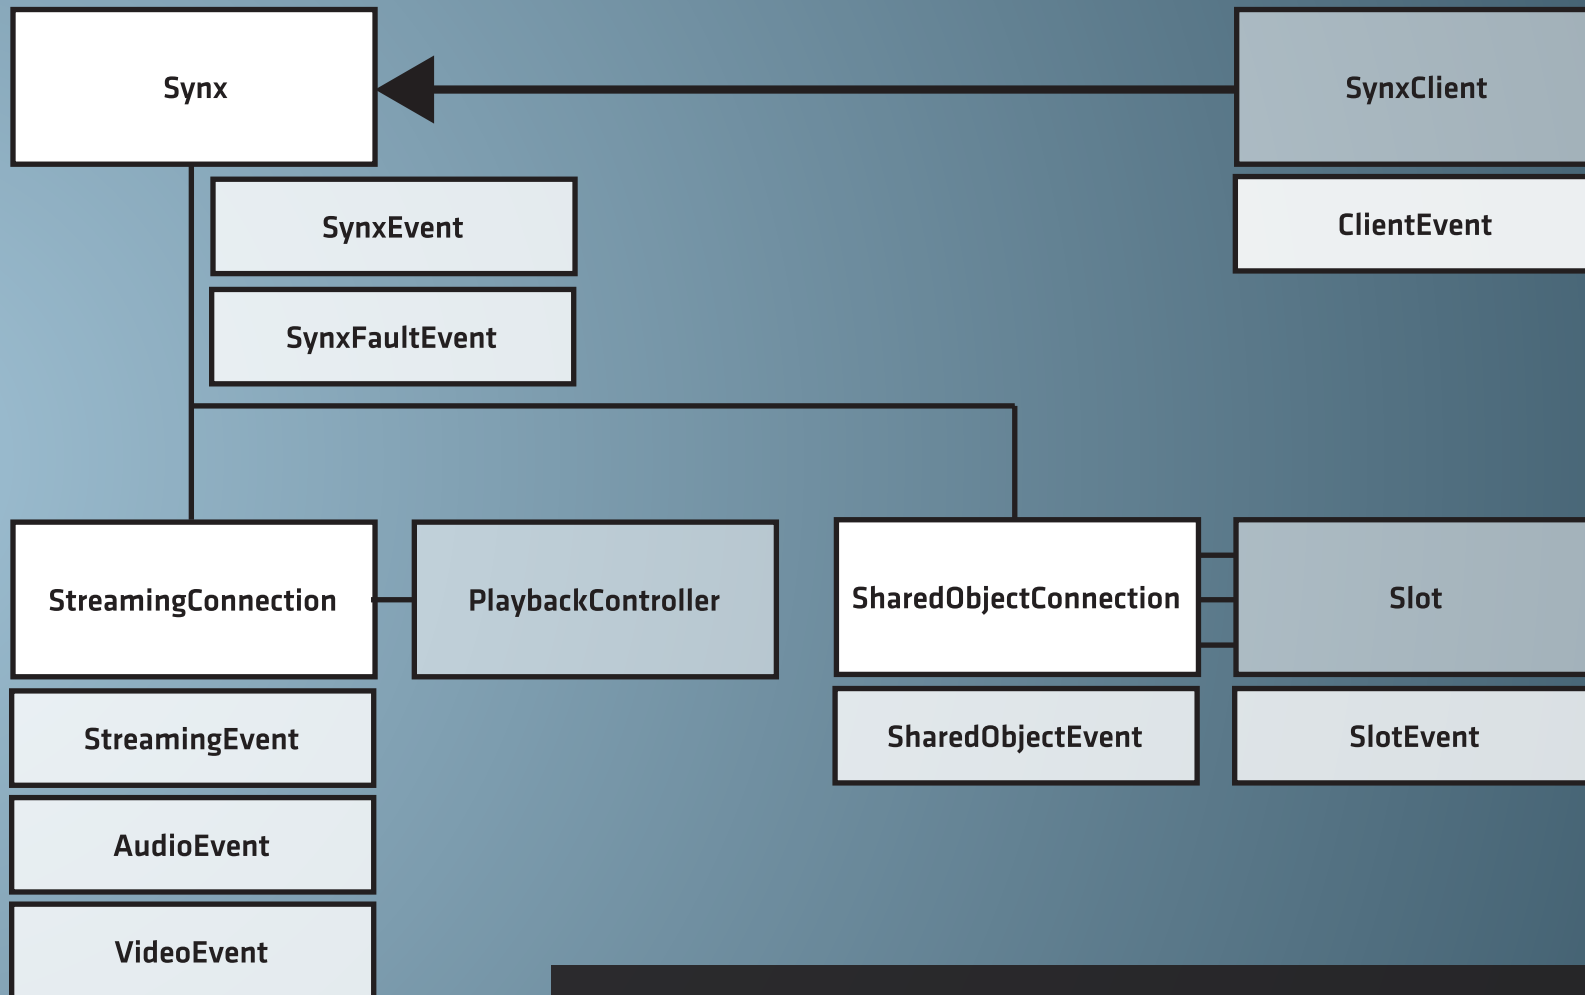 Synx
SynxClient
SynxEvent
ClientEvent
SynxFaultEvent
StreamingConnection
PlaybackController
SharedObjectConnection
Slot
StreamingEvent
SharedObjectEvent
SlotEvent
AudioEvent
VideoEvent